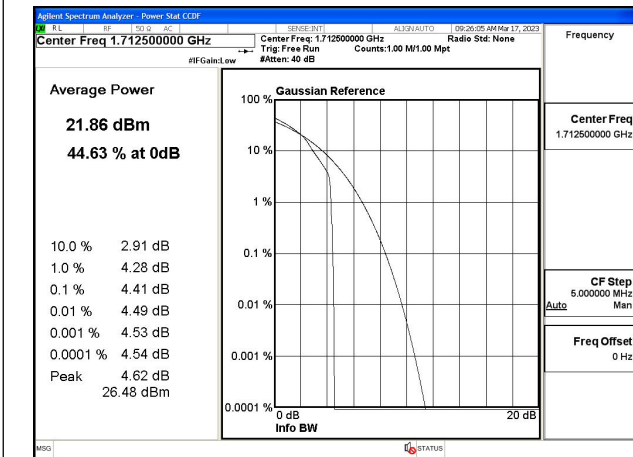 Agilent Spectrum Analyzer - Power Stat CCDF
RL RF 50 Ω AC SENSE:INT ALIGN AUTO 09:26:05 AM Mar 17, 2023
Center Freq 1.712500000 GHz
Center Freq: 1.712500000 GHz Radio Std: None
Trig: Free Run Counts:1.00 M/1.00 Mpt
#IFGain:Low #Atten: 40 dB
Frequency
Average Power
21.86 dBm
44.63 % at 0dB
10.0 % 2.91 dB
1.0 % 4.28 dB
0.1 % 4.41 dB
0.01 % 4.49 dB
0.001 % 4.53 dB
0.0001 % 4.54 dB
Peak 4.62 dB
26.48 dBm
Gaussian Reference
100 %
10 %
1 %
0.1 %
0.01 %
0.001 %
0.0001 %
0 dB 20 dB
Info BW
Center Freq
1.712500000 GHz
CF Step
5.000000 MHz
Auto Man
Freq Offset
0 Hz
MSG STATUS